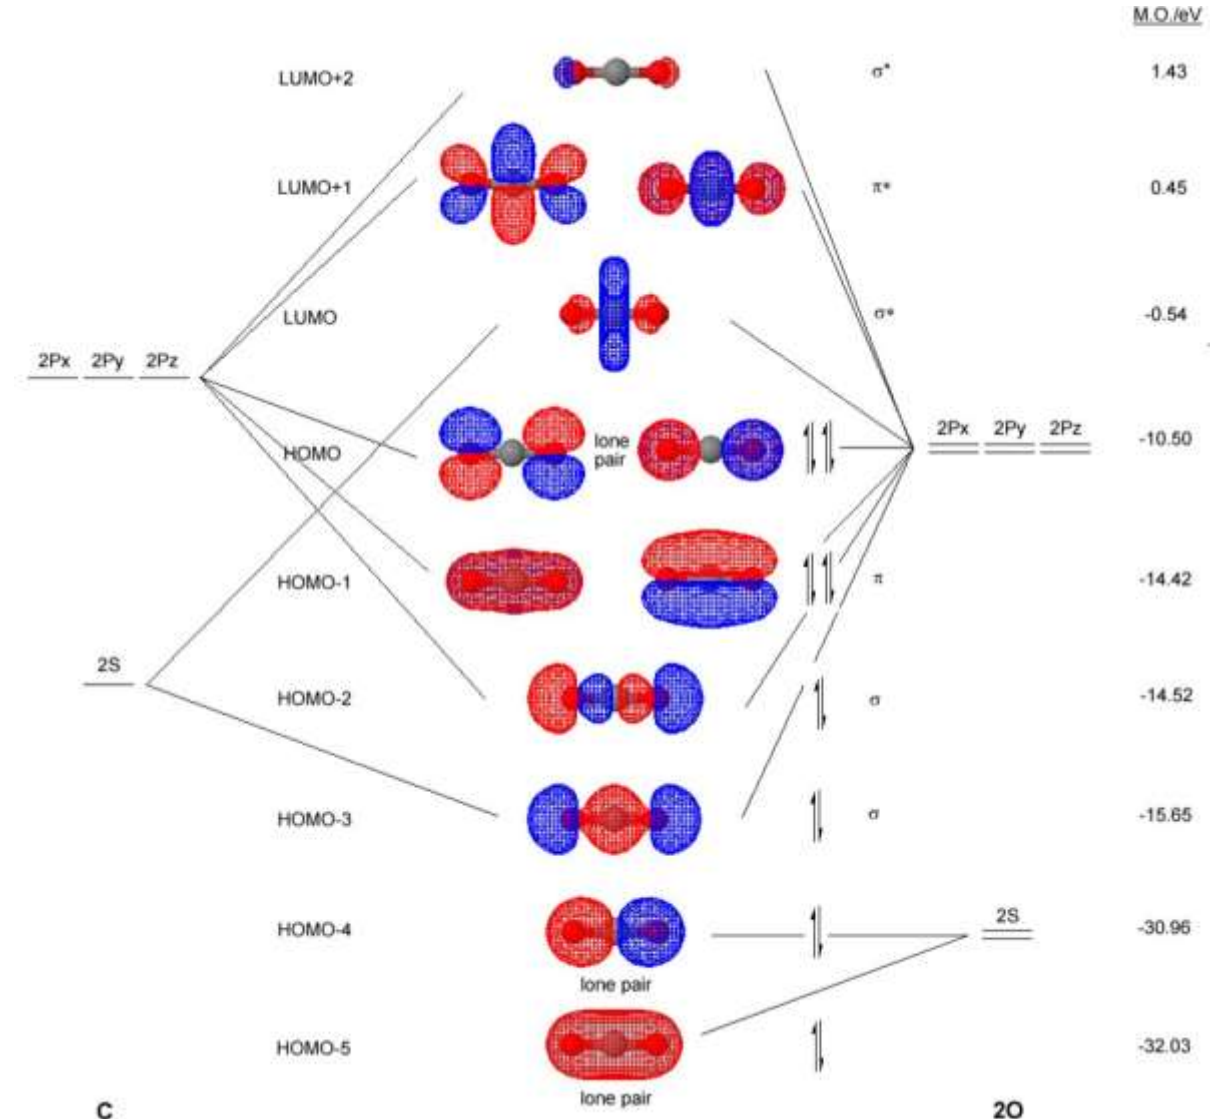 M.O./eV
LUMO+2 σ* 1.43
LUMO+1 π* 0.45
LUMO σ* -0.54
2Px 2Py 2Pz
HOMO lone pair 2Px 2Py 2Pz -10.50
HOMO-1 π -14.42
2S
HOMO-2 σ -14.52
HOMO-3 σ -15.65
2S
HOMO-4 -30.96
lone pair
HOMO-5 -32.03
lone pair
C 2O